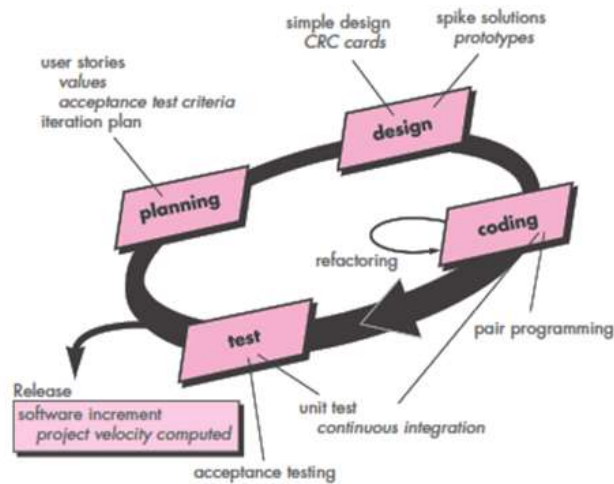 simple design
CRC cards
spike solutions
prototypes
user stories
values
acceptance test criteria
iteration plan
design
planning
coding
refactoring
test
pair programming
Release
software increment
project velocity computed
unit test
continuous integration
acceptance testing